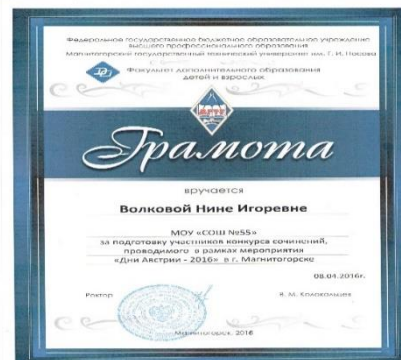 Федеральное государственное бюджетное образовательное учреждение
высшего профессионального образования
Магнитогорский государственный технический университет им. Г. И. Носова
Факультет дополнительного образования
детей и взрослых
МГТУ
Грамота
вручается
Волковой Нине Игоревне
МОУ «СОШ №55»
за подготовку участников конкурса сочинений,
проводимого в рамках мероприятия
«Дни Австрии - 2016» в г. Магнитогорске
08.04.2016г.
Ректор
В. М. Колокольцев
Магнитогорск, 2016